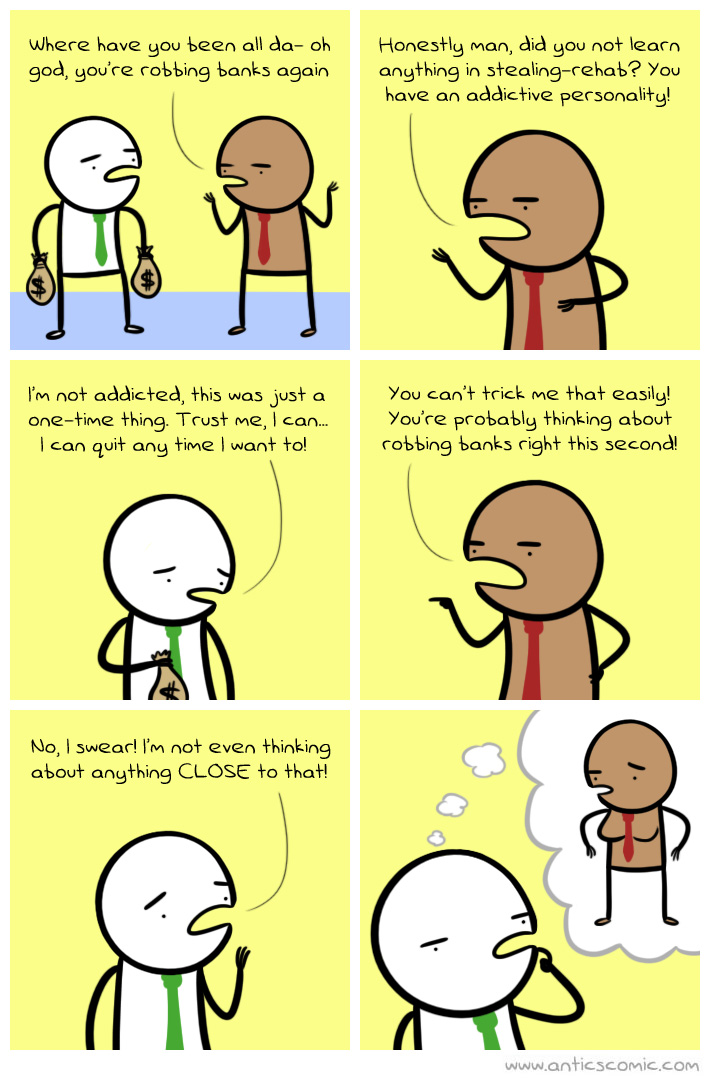 Where have you been all da- oh
god, you're robbing banks again
Honestly man, did you not learn
anything in stealing-rehab? You
have an addictive personality!
$
$
I'm not addicted, this was just a
one-time thing. Trust me, I can...
I can quit any time I want to!
$
You can't trick me that easily!
You're probably thinking about
robbing banks right this second!
No, I swear! I'm not even thinking
about anything CLOSE to that!
www.anticscomic.com